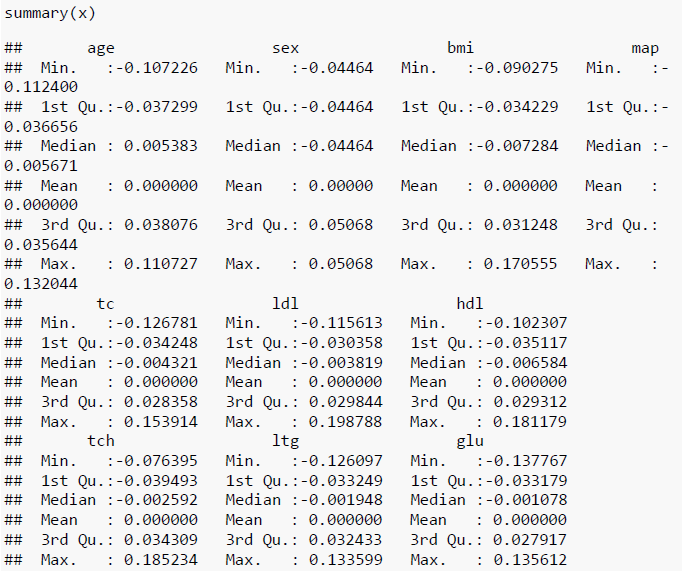 summary(x)
##       age                 sex                bmi                 map
##  Min.   :-0.107226   Min.   :-0.04464   Min.   :-0.090275   Min.   :-
0.112400
##  1st Qu.:-0.037299   1st Qu.:-0.04464   1st Qu.:-0.034229   1st Qu.:-
0.036656
##  Median : 0.005383   Median :-0.04464   Median :-0.007284   Median :-
0.005671
##  Mean   : 0.000000   Mean   : 0.00000   Mean   : 0.000000   Mean   :
0.000000
##  3rd Qu.: 0.038076   3rd Qu.: 0.05068   3rd Qu.: 0.031248   3rd Qu.:
0.035644
##  Max.   : 0.110727   Max.   : 0.05068   Max.   : 0.170555   Max.   :
0.132044
##        tc                 ldl                 hdl
##  Min.   :-0.126781   Min.   :-0.115613   Min.   :-0.102307
##  1st Qu.:-0.034248   1st Qu.:-0.030358   1st Qu.:-0.035117
##  Median :-0.004321   Median :-0.003819   Median :-0.006584
##  Mean   : 0.000000   Mean   : 0.000000   Mean   : 0.000000
##  3rd Qu.: 0.028358   3rd Qu.: 0.029844   3rd Qu.: 0.029312
##  Max.   : 0.153914   Max.   : 0.198788   Max.   : 0.181179
##       tch                 ltg                 glu
##  Min.   :-0.076395   Min.   :-0.126097   Min.   :-0.137767
##  1st Qu.:-0.039493   1st Qu.:-0.033249   1st Qu.:-0.033179
##  Median :-0.002592   Median :-0.001948   Median :-0.001078
##  Mean   : 0.000000   Mean   : 0.000000   Mean   : 0.000000
##  3rd Qu.: 0.034309   3rd Qu.: 0.032433   3rd Qu.: 0.027917
##  Max.   : 0.185234   Max.   : 0.133599   Max.   : 0.135612